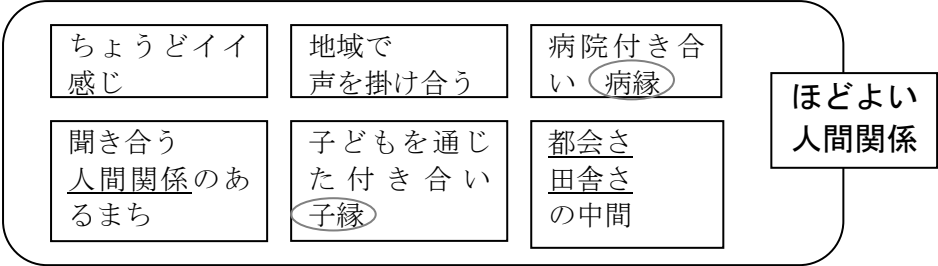 ちょうどイイ
感じ
地域で
声を掛け合う
病院付き合
い 病縁
聞き合う
人間関係のあ
るまち
子どもを通じ
た付き合い
子縁
都会さ
田舎さ
の中間
ほどよい
人間関係